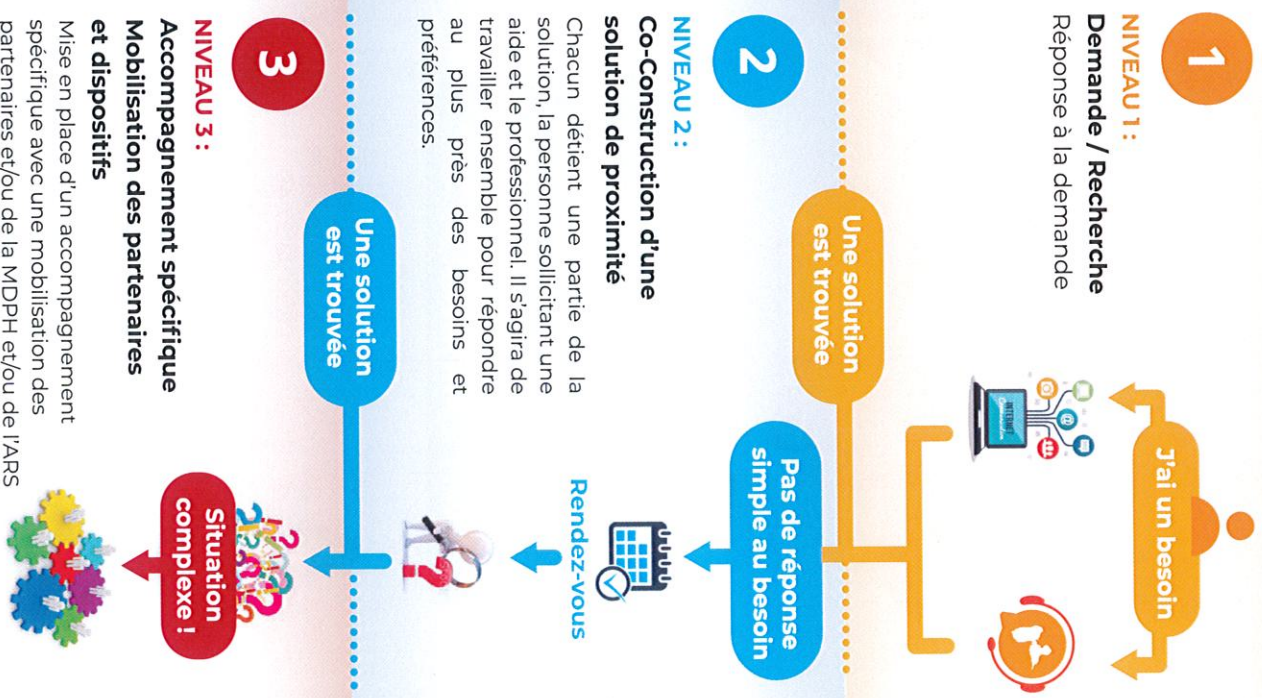 1
NIVEAU 1 :
Demande / Recherche
Réponse à la demande
J'ai un besoin
INTERNET
Une solution
est trouvée
2
NIVEAU 2 :
Co-Construction d'une
solution de proximité
Chacun détient une partie de la
solution, la personne sollicitant une
aide et le professionnel. Il s'agira de
travailler ensemble pour répondre
au plus près des besoins et
préférences.
Pas de réponse
simple au besoin
Rendez-vous
Une solution
est trouvée
3
NIVEAU 3 :
Accompagnement spécifique
Mobilisation des partenaires
et dispositifs
Mise en place d'un accompagnement
spécifique avec une mobilisation des
partenaires et/ou de la MDPH et/ou de l'ARS
Situation
complexe !